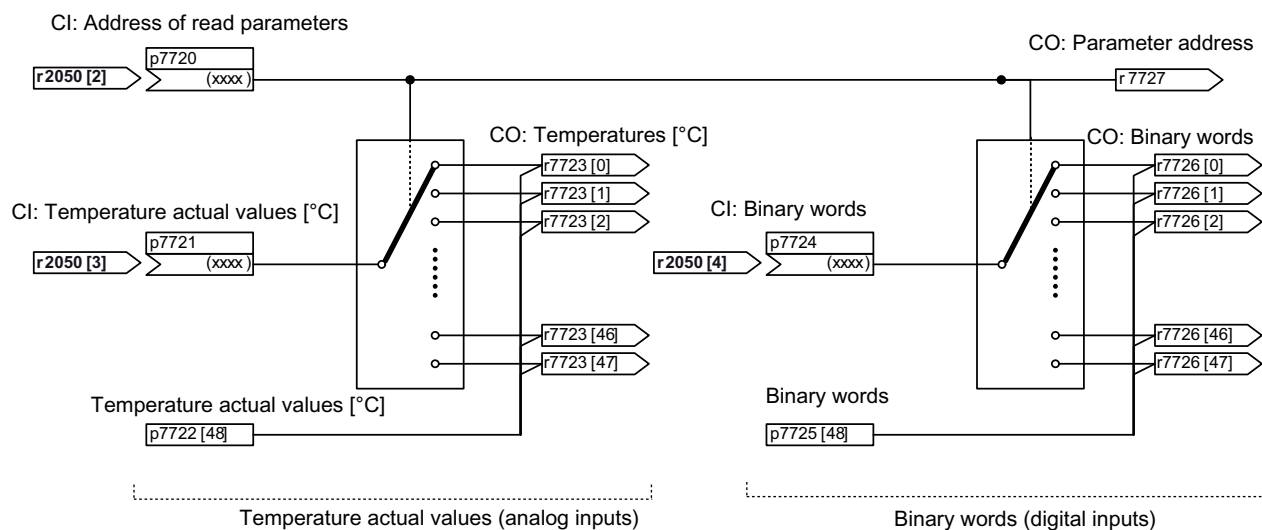 CI: Address of read parameters
CO: Parameter address
p7720
r2050 [2]
(xxxx)
r 7727
CO: Temperatures [°C]
CO: Binary words
r7723 [0]
r7726 [0]
r7723 [1]
r7726 [1]
CI: Temperature actual values [°C]
CI: Binary words
r7723 [2]
r7726 [2]
p7721
p7724
r2050 [3]
(xxxx)
r2050 [4]
(xxxx)
r7723 [46]
r7726 [46]
r7723 [47]
r7726 [47]
Temperature actual values [°C]
Binary words
p7722 [48]
p7725 [48]
Temperature actual values (analog inputs)
Binary words (digital inputs)